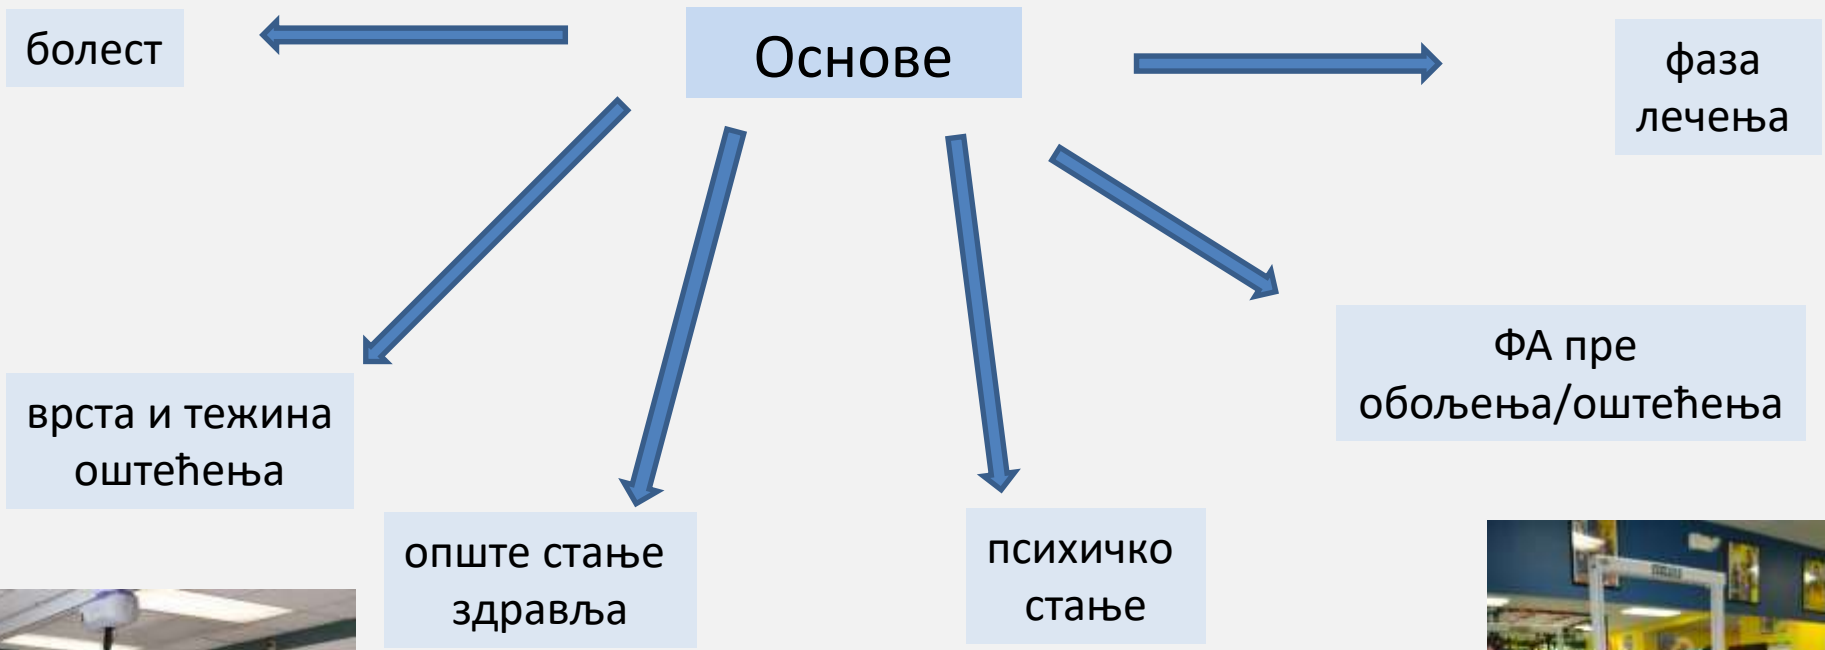 болест
Основе
фаза
лечења
ФА пре
обољења/оштећења
врста и тежина
оштећења
опште стање
здравља
психичко
стање